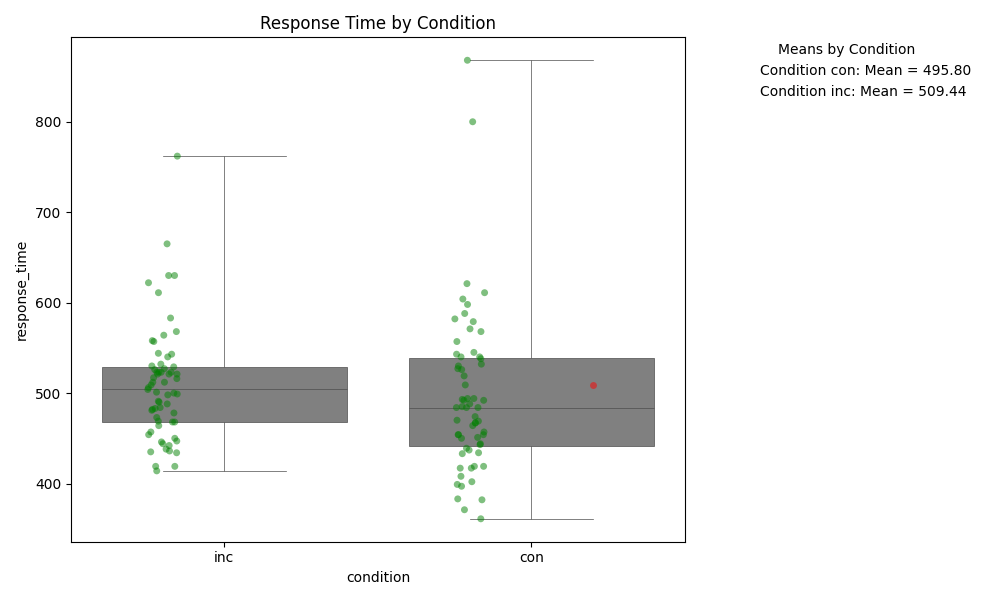 Response Time by Condition
Means by Condition
Condition con: Mean = 495.80
Condition inc: Mean = 509.44
800
700
600
500
400
response_time
inc
con
condition